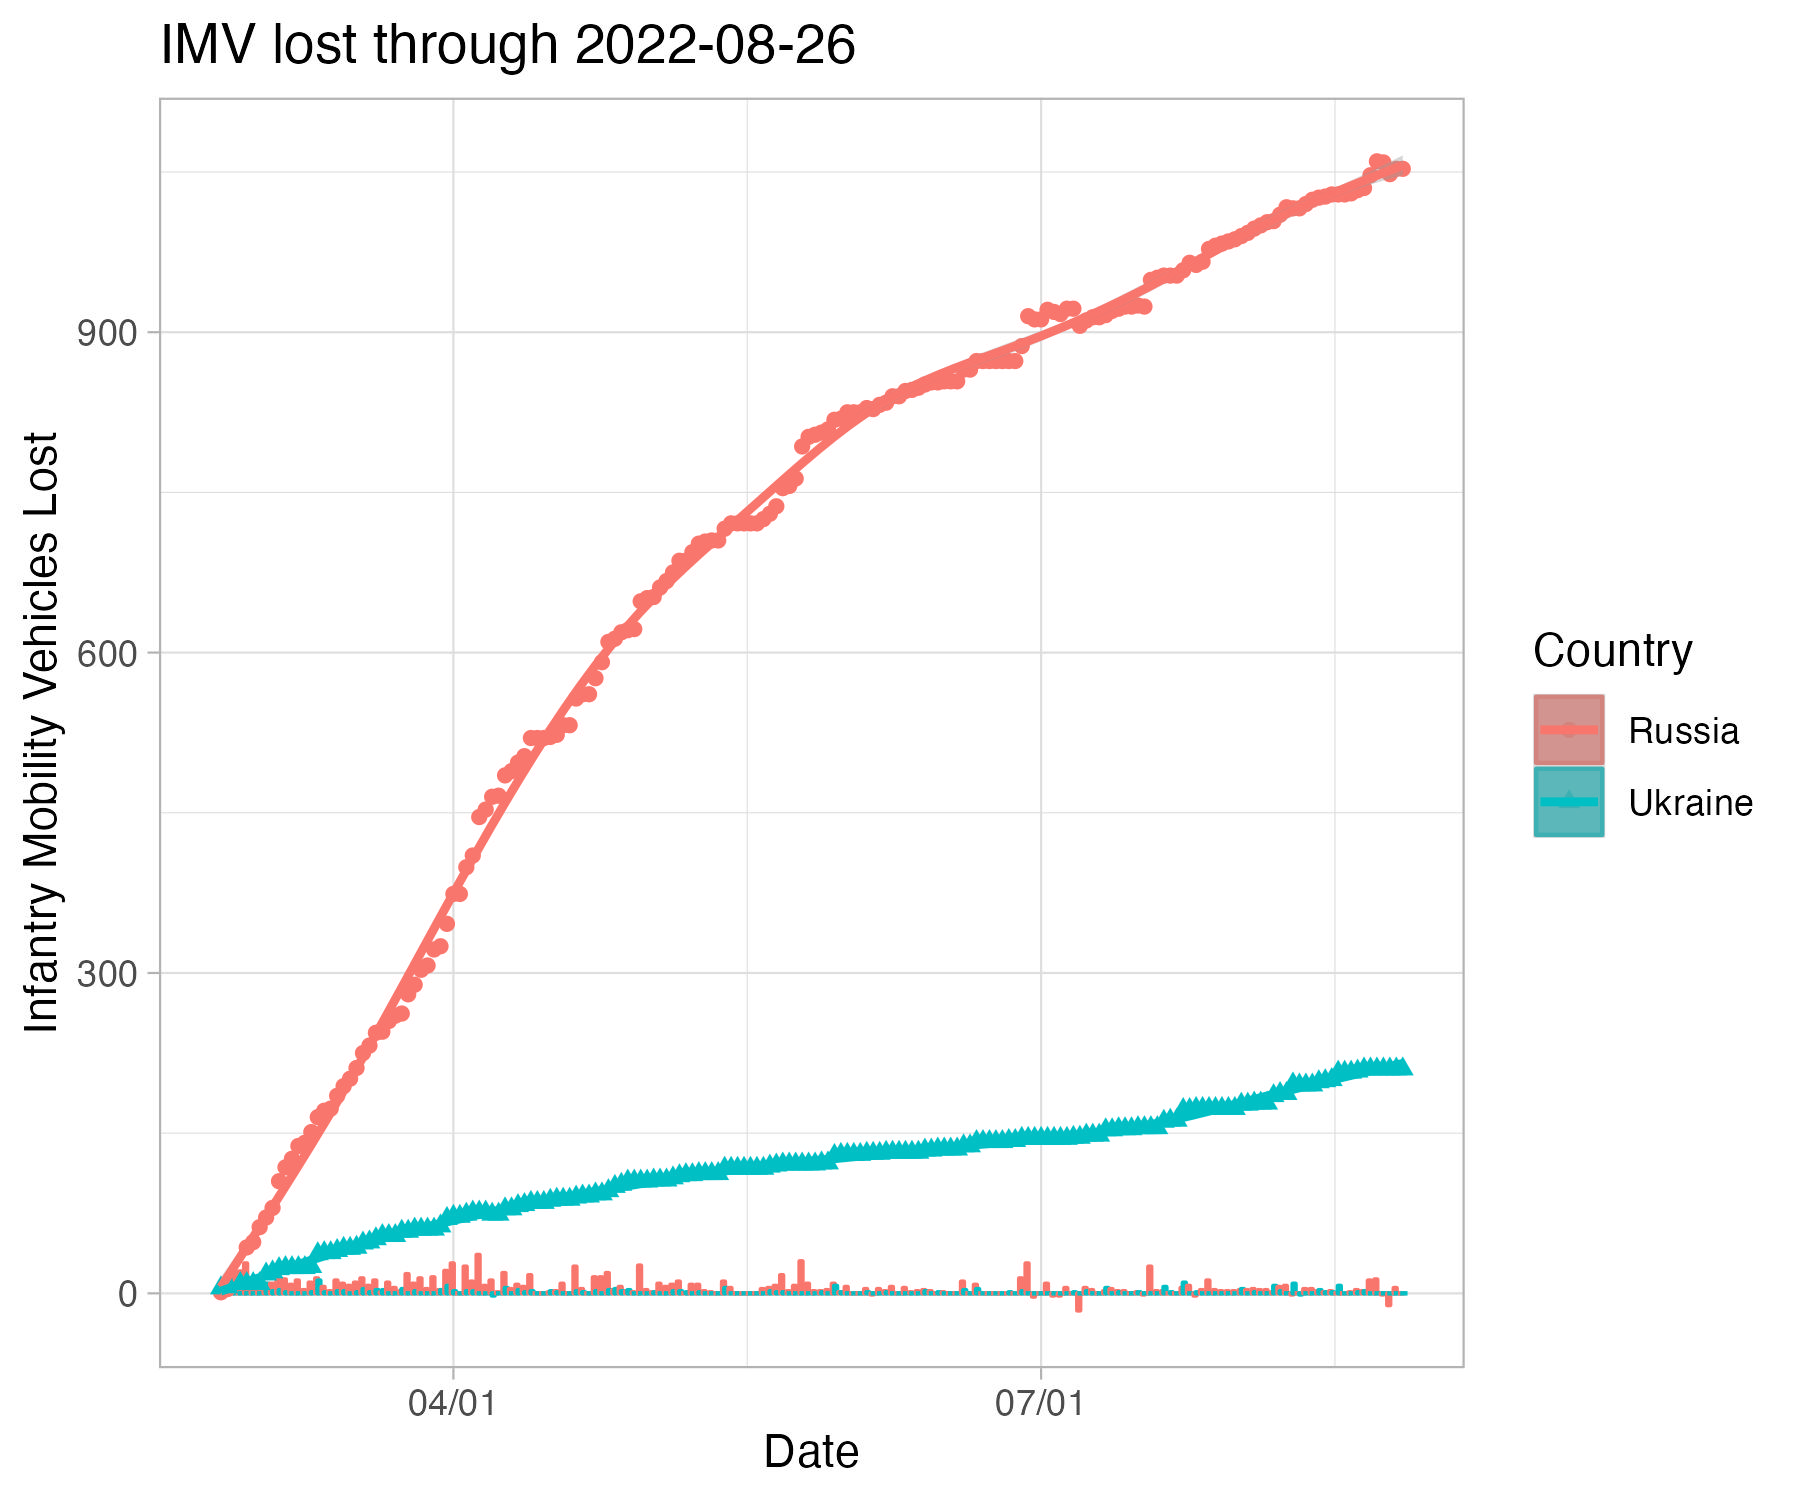 IMV lost through 2022-08-26
Infantry Mobility Vehicles Lost
900
600
300
0
04/01
07/01
Date
Country
Russia
Ukraine